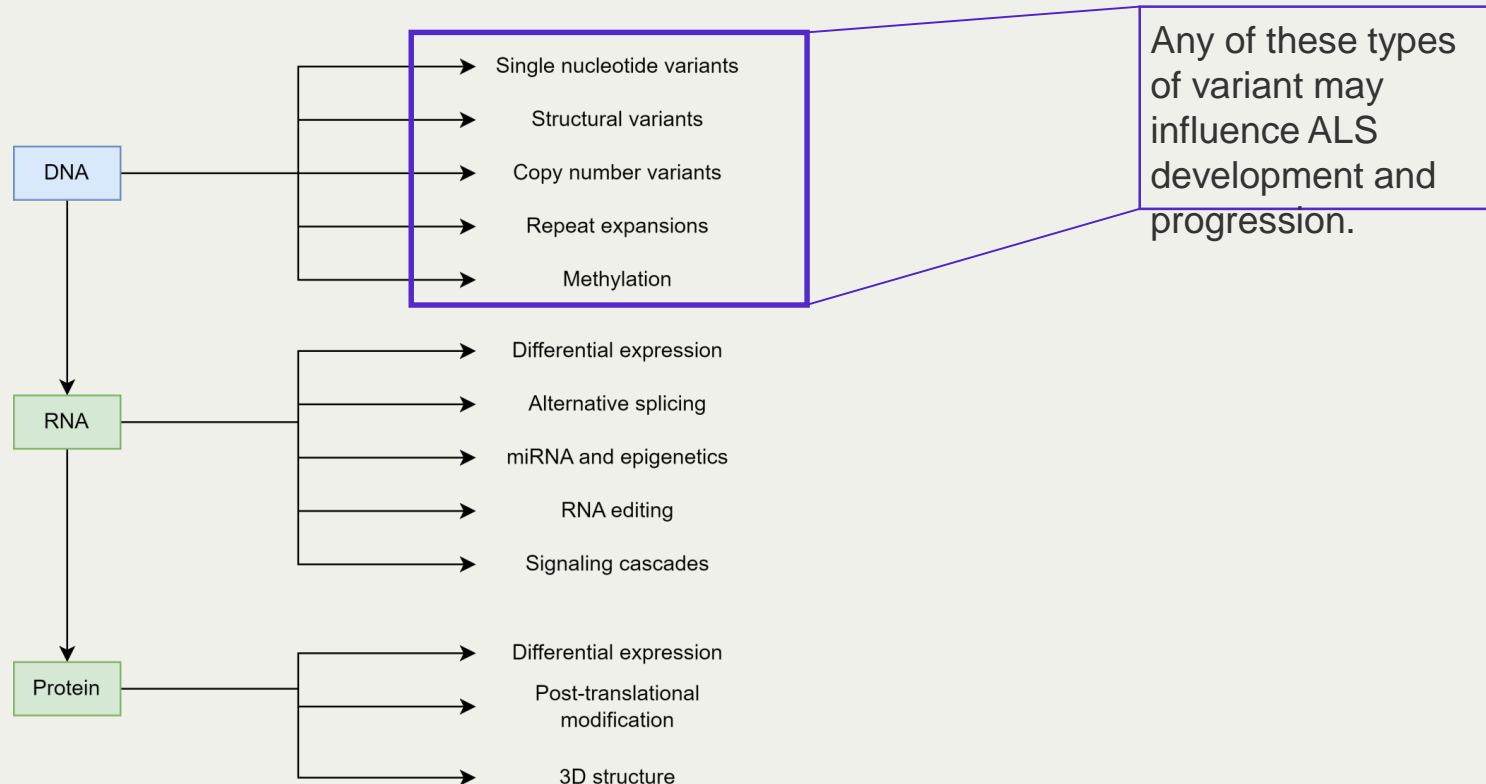 DNA
Single nucleotide variants
Structural variants
Copy number variants
Repeat expansions
Methylation
Any of these types
of variant may
influence ALS
development and
progression.
RNA
Differential expression
Alternative splicing
miRNA and epigenetics
RNA editing
Signaling cascades
Protein
Differential expression
Post-translational
modification
3D structure